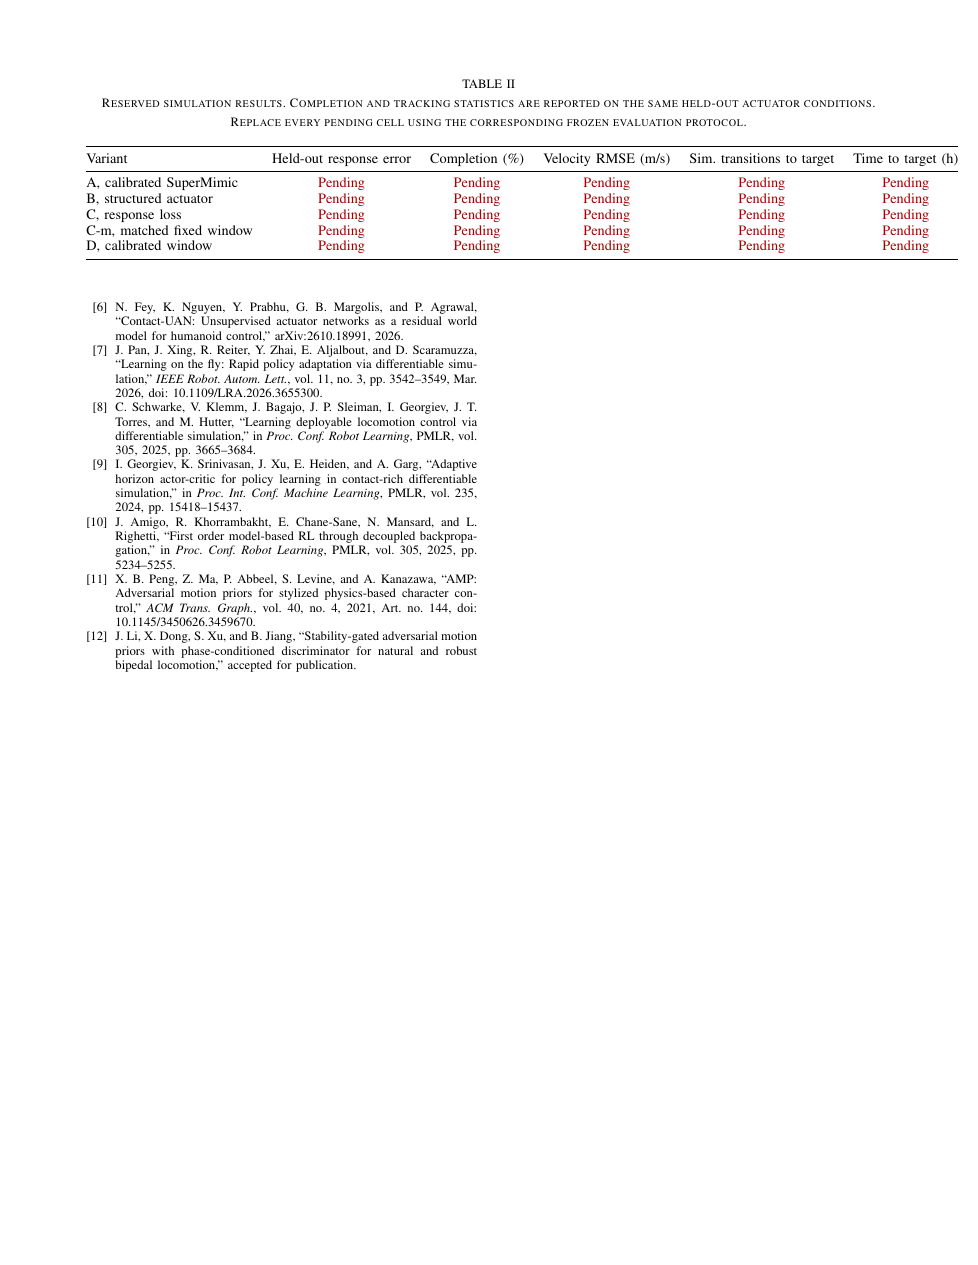 TABLE II
RESERVED SIMULATION RESULTS. COMPLETION AND TRACKING STATISTICS ARE REPORTED ON THE SAME HELD-OUT ACTUATOR CONDITIONS.
REPLACE EVERY PENDING CELL USING THE CORRESPONDING FROZEN EVALUATION PROTOCOL.
Variant Held-out response error Completion (%) Velocity RMSE (m/s) Sim. transitions to target Time to target (h)
A, calibrated SuperMimic Pending Pending Pending Pending Pending
B, structured actuator Pending Pending Pending Pending Pending
C, response loss Pending Pending Pending Pending Pending
C-m, matched fixed window Pending Pending Pending Pending Pending
D, calibrated window Pending Pending Pending Pending Pending
[6] N. Fey, K. Nguyen, Y. Prabhu, G. B. Margolis, and P. Agrawal,
“Contact-UAN: Unsupervised actuator networks as a residual world
model for humanoid control,” arXiv:2610.18991, 2026.
[7] J. Pan, J. Xing, R. Reiter, Y. Zhai, E. Aljalbout, and D. Scaramuzza,
“Learning on the fly: Rapid policy adaptation via differentiable simu-
lation,” IEEE Robot. Autom. Lett., vol. 11, no. 3, pp. 3542–3549, Mar.
2026, doi: 10.1109/LRA.2026.3655300.
[8] C. Schwarke, V. Klemm, J. Bagajo, J. P. Sleiman, I. Georgiev, J. T.
Torres, and M. Hutter, “Learning deployable locomotion control via
differentiable simulation,” in Proc. Conf. Robot Learning, PMLR, vol.
305, 2025, pp. 3665–3684.
[9] I. Georgiev, K. Srinivasan, J. Xu, E. Heiden, and A. Garg, “Adaptive
horizon actor-critic for policy learning in contact-rich differentiable
simulation,” in Proc. Int. Conf. Machine Learning, PMLR, vol. 235,
2024, pp. 15418–15437.
[10] J. Amigo, R. Khorrambakht, E. Chane-Sane, N. Mansard, and L.
Righetti, “First order model-based RL through decoupled backpropa-
gation,” in Proc. Conf. Robot Learning, PMLR, vol. 305, 2025, pp.
5234–5255.
[11] X. B. Peng, Z. Ma, P. Abbeel, S. Levine, and A. Kanazawa, “AMP:
Adversarial motion priors for stylized physics-based character con-
trol,” ACM Trans. Graph., vol. 40, no. 4, 2021, Art. no. 144, doi:
10.1145/3450626.3459670.
[12] J. Li, X. Dong, S. Xu, and B. Jiang, “Stability-gated adversarial motion
priors with phase-conditioned discriminator for natural and robust
bipedal locomotion,” accepted for publication.